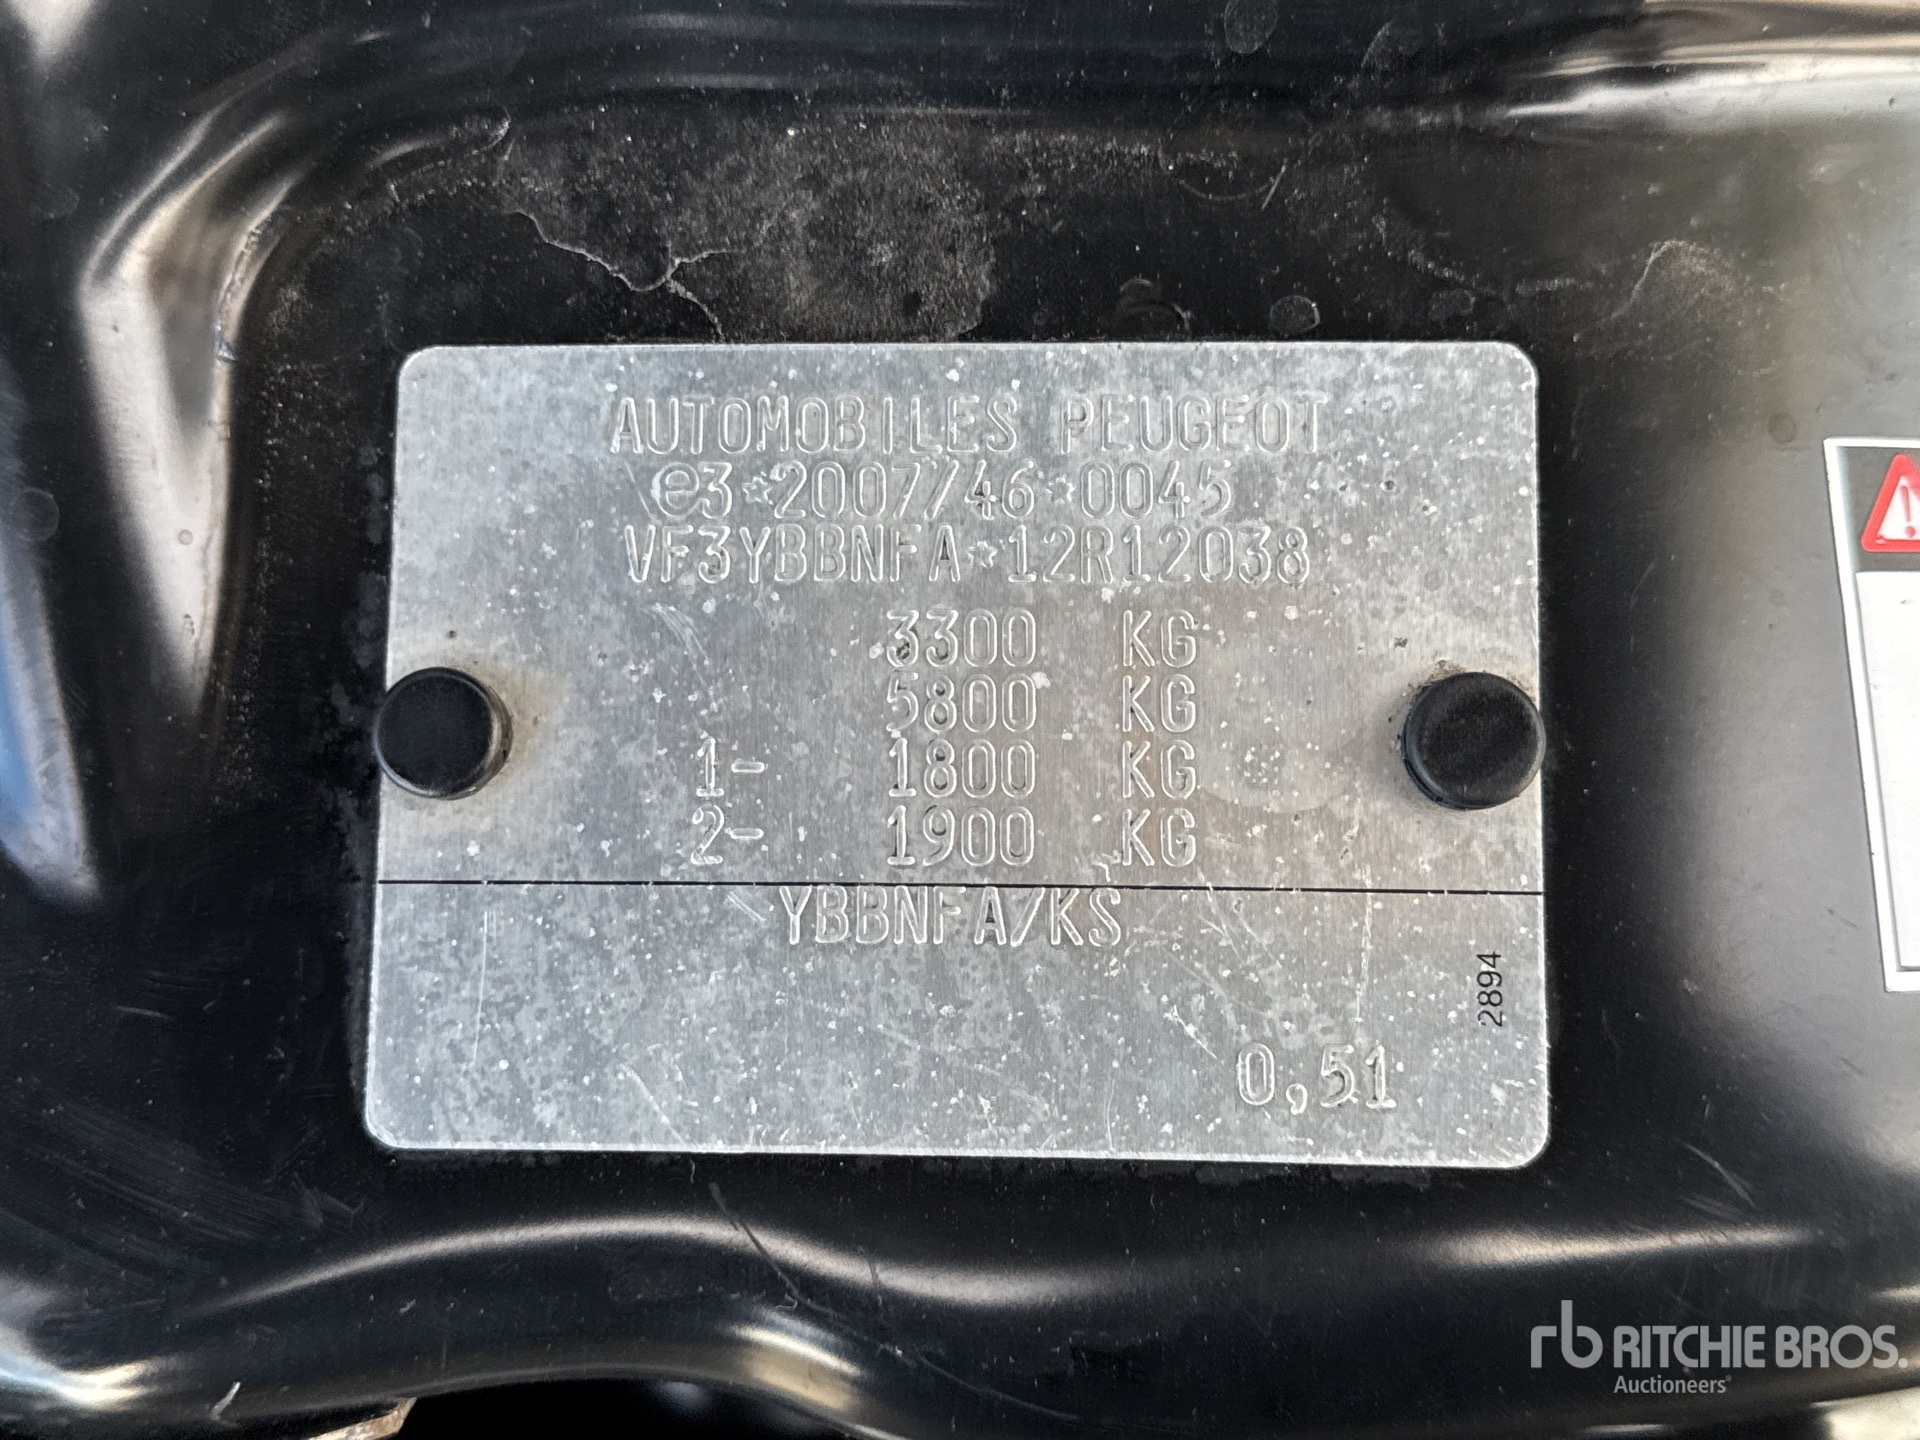 AUTOMOBILES PEUGEOT
e3*2007/46*0045
VF3YBBNFA*12R12038
3300 KG
5800 KG
1- 1800 KG
2- 1900 KG
YBBNFA/KS
2894
0,51
rb RITCHIE BROS.
Auctioneers